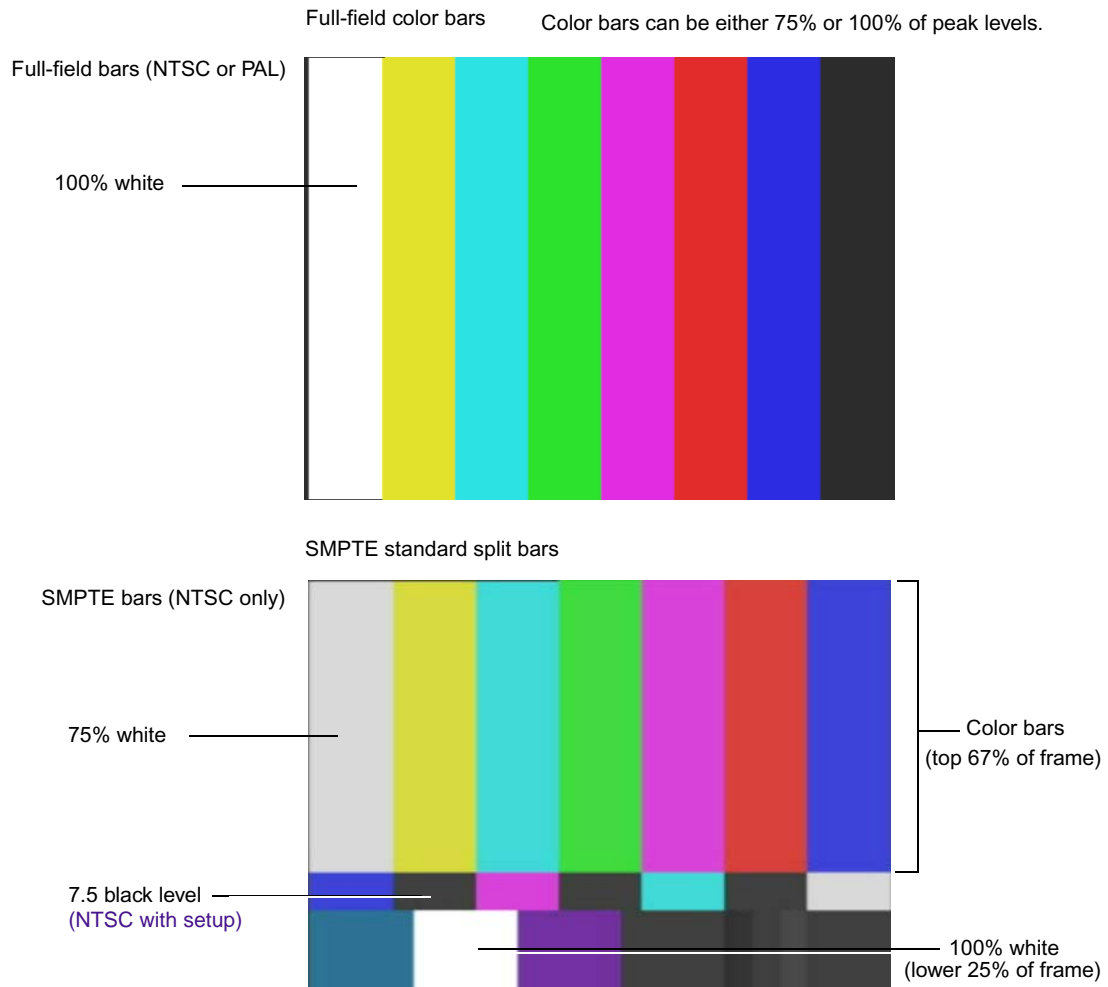 Full-field color bars
Color bars can be either 75% or 100% of peak levels.
Full-field bars (NTSC or PAL)
100% white
SMPTE standard split bars
SMPTE bars (NTSC only)
75% white
Color bars
(top 67% of frame)
7.5 black level
(NTSC with setup)
100% white
(lower 25% of frame)